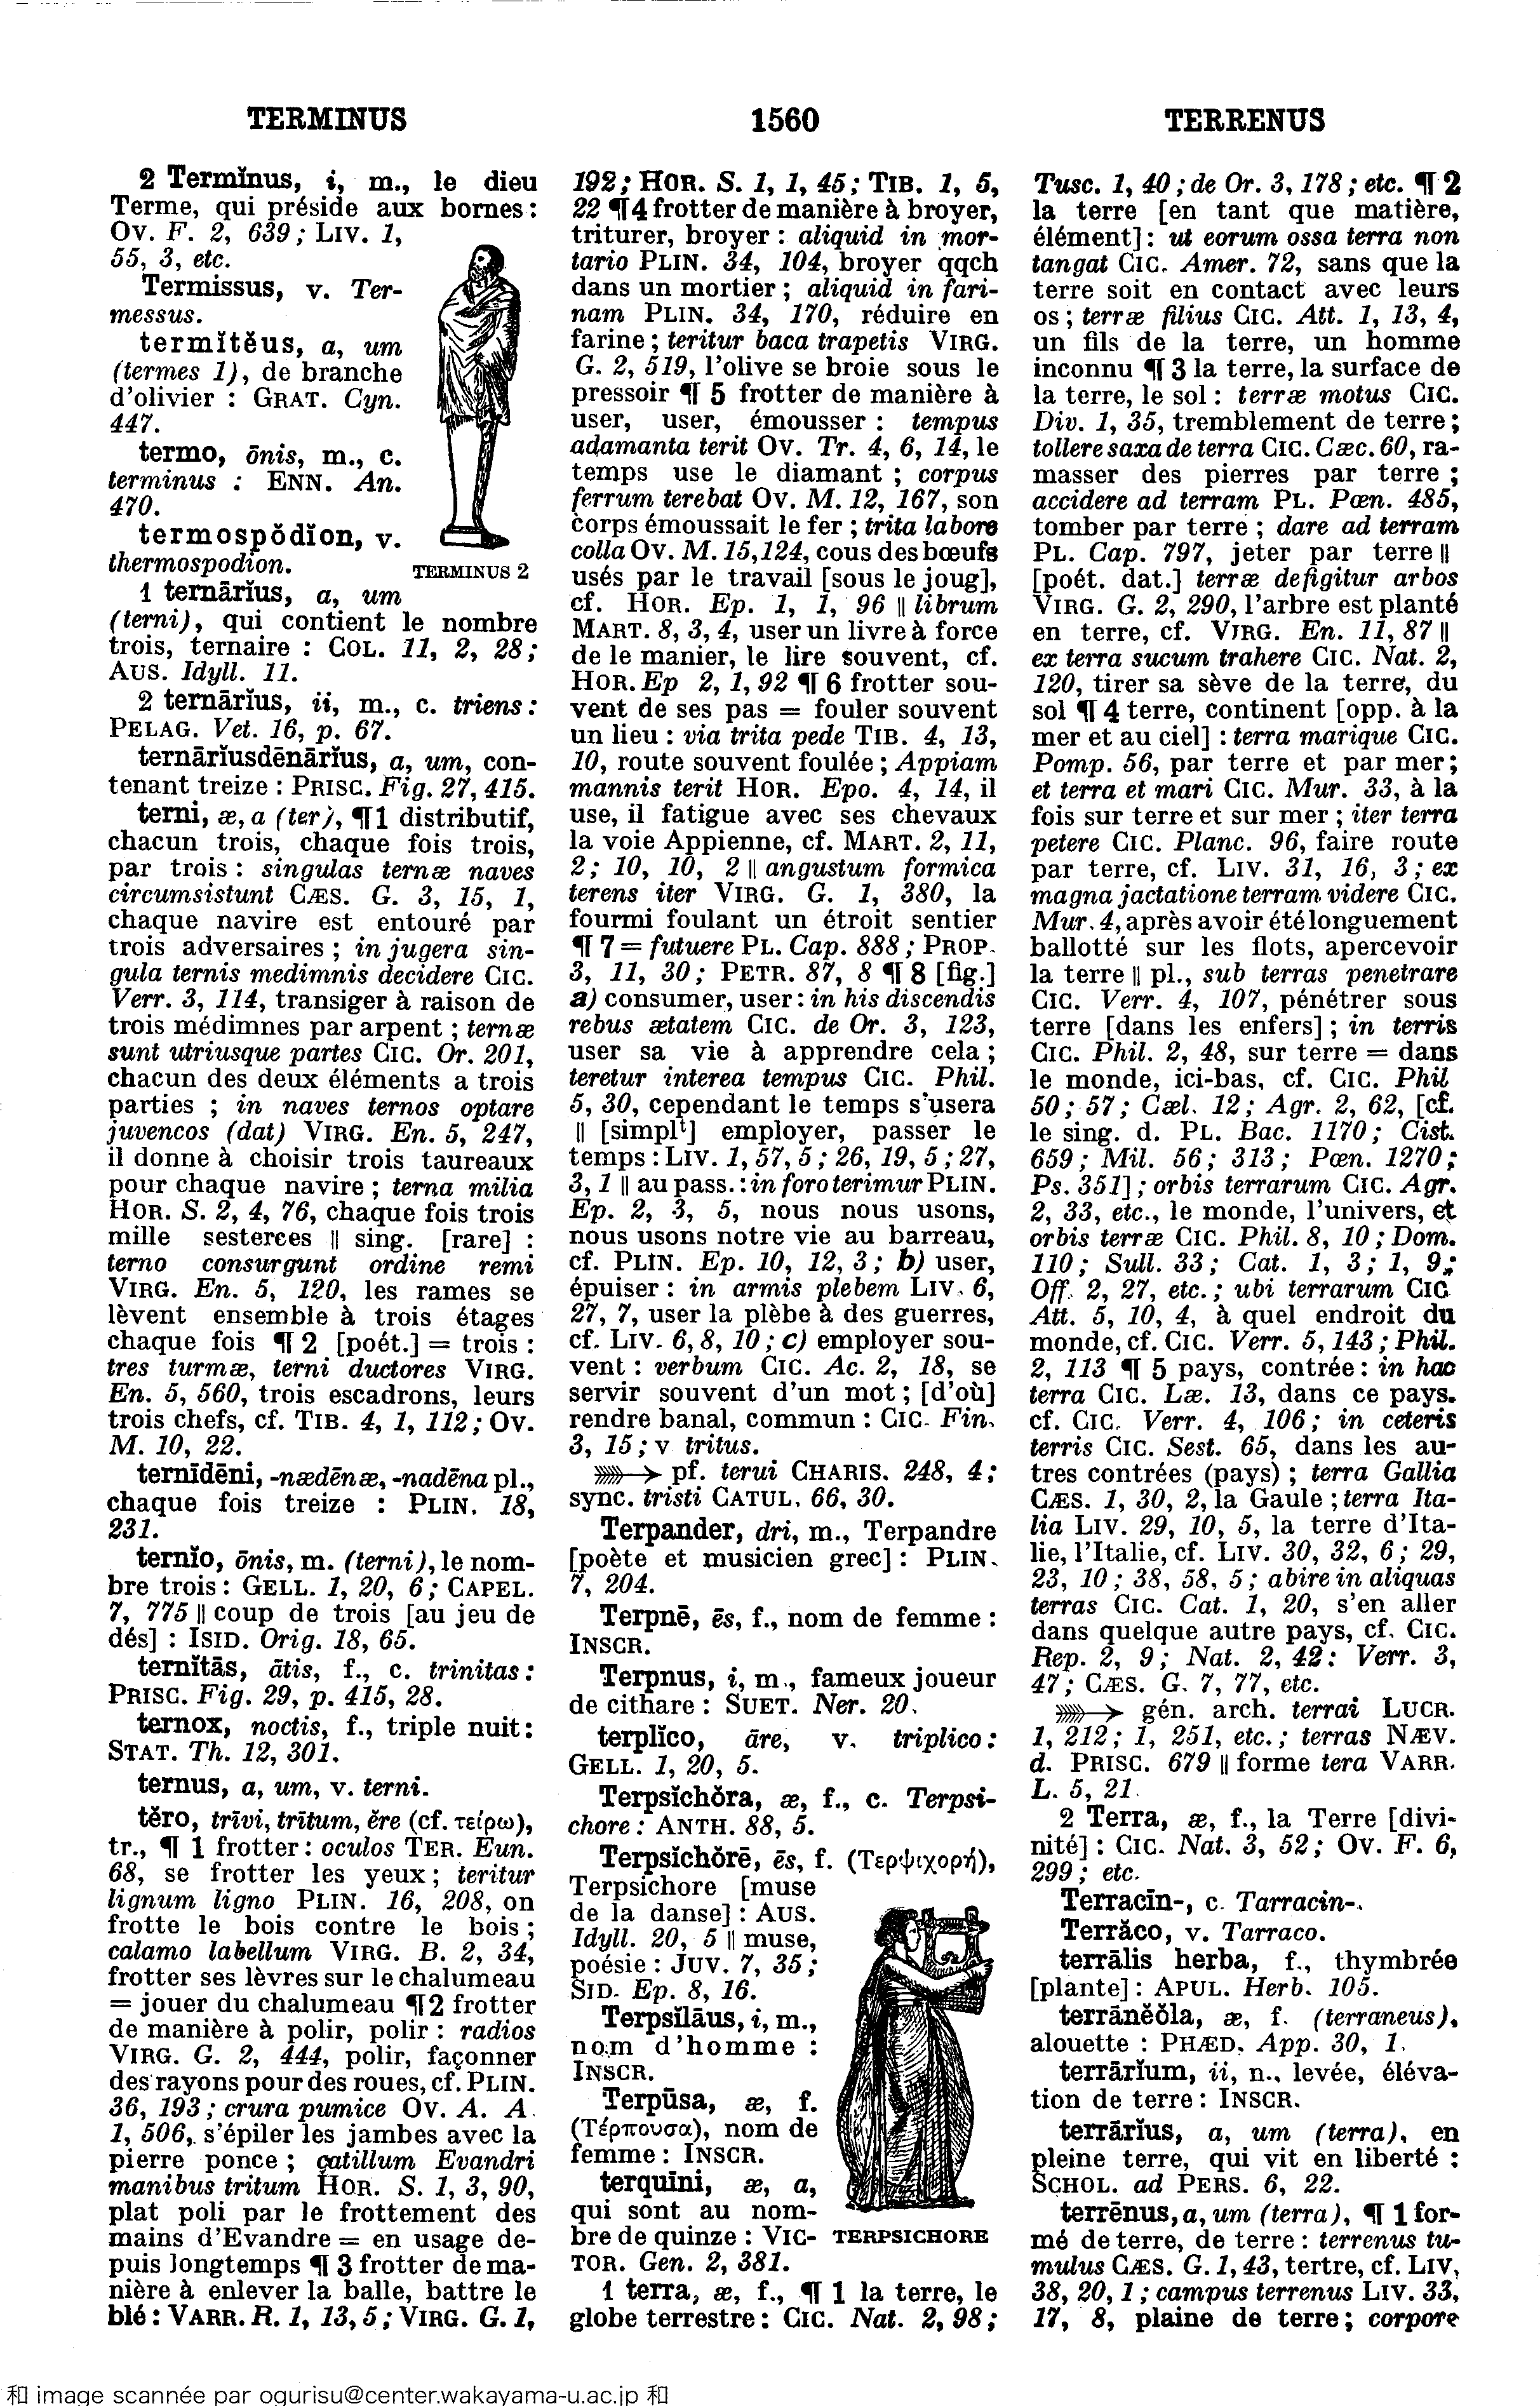 TERMINUS
1560
TERRENUS
2 Termĭnus, i, m., le dieu
Terme, qui préside aux bornes :
Ov. F. 2, 639 ; Liv. 1,
55, 3, etc.
Termissus, v. Ter-
messus.
termĭtĕus, a, um
(termes 1), de branche
d'olivier : Grat. Cyn.
447.
termo, ōnis, m., c.
terminus : Enn. An.
470.
termospŏdĭon, v.
thermospodion.
TERMINUS 2
1 ternārĭus, a, um
(terni), qui contient le nombre
trois, ternaire : Col. 11, 2, 28 ;
Aus. Idyll. 11.
2 ternārĭus, ii, m., c. triens :
Pelag. Vet. 16, p. 67.
ternārĭusdēnārĭus, a, um, con-
tenant treize : Prisc. Fig. 27, 415.
terni, æ, a (ter), ¶ 1 distributif,
chacun trois, chaque fois trois,
par trois : singulas ternæ naves
circumsistunt Cæs. G. 3, 15, 1,
chaque navire est entouré par
trois adversaires ; in jugera sin-
gula ternis medimnis decidere Cic.
Verr. 3, 114, transiger à raison de
trois médimnes par arpent ; ternæ
sunt utriusque partes Cic. Or. 201,
chacun des deux éléments a trois
parties ; in naves ternos optare
juvencos (dat) Virg. En. 5, 247,
il donne à choisir trois taureaux
pour chaque navire ; terna milia
Hor. S. 2, 4, 76, chaque fois trois
mille sesterces ‖ sing. [rare] :
terno consurgunt ordine remi
Virg. En. 5, 120, les rames se
lèvent ensemble à trois étages
chaque fois ¶ 2 [poét.] = trois :
tres turmæ, terni ductores Virg.
En. 5, 560, trois escadrons, leurs
trois chefs, cf. Tib. 4, 1, 112 ; Ov.
M. 10, 22.
ternīdēni, -nædēnæ, -nadēna pl.,
chaque fois treize : Plin. 18,
231.
ternĭo, ōnis, m. (terni), le nom-
bre trois : Gell. 1, 20, 6 ; Capel.
7, 775 ‖ coup de trois [au jeu de
dés] : Isid. Orig. 18, 65.
ternĭtās, ātis, f., c. trinitas :
Prisc. Fig. 29, p. 415, 28.
ternox, noctis, f., triple nuit :
Stat. Th. 12, 301.
ternus, a, um, v. terni.
tĕro, trīvi, trītum, ĕre (cf. τείρω),
tr., ¶ 1 frotter : oculos Ter. Eun.
68, se frotter les yeux ; teritur
lignum ligno Plin. 16, 208, on
frotte le bois contre le bois ;
calamo labellum Virg. B. 2, 34,
frotter ses lèvres sur le chalumeau
= jouer du chalumeau ¶ 2 frotter
de manière à polir, polir : radios
Virg. G. 2, 444, polir, façonner
des rayons pour des roues, cf. Plin.
36, 193 ; crura pumice Ov. A. A.
1, 506, s'épiler les jambes avec la
pierre ponce ; catillum Evandri
manibus tritum Hor. S. 1, 3, 90,
plat poli par le frottement des
mains d'Evandre = en usage de-
puis longtemps ¶ 3 frotter de ma-
nière à enlever la balle, battre le
blé : Varr. R. 1, 13, 5 ; Virg. G. 1,
192 ; Hor. S. 1, 1, 45 ; Tib. 1, 5,
22 ¶ 4 frotter de manière à broyer,
triturer, broyer : aliquid in mor-
tario Plin. 34, 104, broyer qqch
dans un mortier ; aliquid in fari-
nam Plin. 34, 170, réduire en
farine ; teritur baca trapetis Virg.
G. 2, 519, l'olive se broie sous le
pressoir ¶ 5 frotter de manière à
user, user, émousser : tempus
adamanta terit Ov. Tr. 4, 6, 14, le
temps use le diamant ; corpus
ferrum terebat Ov. M. 12, 167, son
corps émoussait le fer ; trita labore
colla Ov. M. 15, 124, cous des bœufs
usés par le travail [sous le joug],
cf. Hor. Ep. 1, 1, 96 ‖ librum
Mart. 8, 3, 4, user un livre à force
de le manier, le lire souvent, cf.
Hor. Ep 2, 1, 92 ¶ 6 frotter sou-
vent de ses pas = fouler souvent
un lieu : via trita pede Tib. 4, 13,
10, route souvent foulée ; Appiam
mannis terit Hor. Epo. 4, 14, il
use, il fatigue avec ses chevaux
la voie Appienne, cf. Mart. 2, 11,
2 ; 10, 10, 2 ‖ angustum formica
terens iter Virg. G. 1, 380, la
fourmi foulant un étroit sentier
¶ 7 = futuere Pl. Cap. 888 ; Prop.
3, 11, 30 ; Petr. 87, 8 ¶ 8 [fig.]
a) consumer, user : in his discendis
rebus ætatem Cic. de Or. 3, 123,
user sa vie à apprendre cela ;
teretur interea tempus Cic. Phil.
5, 30, cependant le temps s'usera
‖ [simplt] employer, passer le
temps : Liv. 1, 57, 5 ; 26, 19, 5 ; 27,
3, 1 ‖ au pass. : in foro terimur Plin.
Ep. 2, 3, 5, nous nous usons,
nous usons notre vie au barreau,
cf. Plin. Ep. 10, 12, 3 ; b) user,
épuiser : in armis plebem Liv. 6,
27, 7, user la plèbe à des guerres,
cf. Liv. 6, 8, 10 ; c) employer sou-
vent : verbum Cic. Ac. 2, 18, se
servir souvent d'un mot ; [d'où]
rendre banal, commun : Cic. Fin.
3, 15 ; v tritus.
⟶ pf. terui Charis. 248, 4 ;
sync. tristi Catul. 66, 30.
Terpander, dri, m., Terpandre
[poète et musicien grec] : Plin.
7, 204.
Terpnē, ēs, f., nom de femme :
Inscr.
Terpnus, i, m., fameux joueur
de cithare : Suet. Ner. 20.
terplĭco, āre, v. triplico :
Gell. 1, 20, 5.
Terpsĭchŏra, æ, f., c. Terpsi-
chore : Anth. 88, 5.
Terpsĭchŏrē, ēs, f. (Τερψιχορή),
Terpsichore [muse
de la danse] : Aus.
Idyll. 20, 5 ‖ muse,
poésie : Juv. 7, 35 ;
Sid. Ep. 8, 16.
Terpsĭlāus, i, m.,
nom d'homme :
Inscr.
Terpūsa, æ, f.
(Τέρπουσα), nom de
femme : Inscr.
terquīni, æ, a,
qui sont au nom-
bre de quinze : Vic-
tor. Gen. 2, 381.
TERPSICHORE
1 terra, æ, f., ¶ 1 la terre, le
globe terrestre : Cic. Nat. 2, 98 ;
Tusc. 1, 40 ; de Or. 3, 178 ; etc. ¶ 2
la terre [en tant que matière,
élément] : ut eorum ossa terra non
tangat Cic. Amer. 72, sans que la
terre soit en contact avec leurs
os ; terræ filius Cic. Att. 1, 13, 4,
un fils de la terre, un homme
inconnu ¶ 3 la terre, la surface de
la terre, le sol : terræ motus Cic.
Div. 1, 35, tremblement de terre ;
tollere saxa de terra Cic. Cæc. 60, ra-
masser des pierres par terre ;
accidere ad terram Pl. Pœn. 485,
tomber par terre ; dare ad terram
Pl. Cap. 797, jeter par terre ‖
[poét. dat.] terræ defigitur arbos
Virg. G. 2, 290, l'arbre est planté
en terre, cf. Virg. En. 11, 87 ‖
ex terra sucum trahere Cic. Nat. 2,
120, tirer sa sève de la terre, du
sol ¶ 4 terre, continent [opp. à la
mer et au ciel] : terra marique Cic.
Pomp. 56, par terre et par mer ;
et terra et mari Cic. Mur. 33, à la
fois sur terre et sur mer ; iter terra
petere Cic. Planc. 96, faire route
par terre, cf. Liv. 31, 16, 3 ; ex
magna jactatione terram videre Cic.
Mur. 4, après avoir été longuement
ballotté sur les flots, apercevoir
la terre ‖ pl., sub terras penetrare
Cic. Verr. 4, 107, pénétrer sous
terre [dans les enfers] ; in terris
Cic. Phil. 2, 48, sur terre = dans
le monde, ici-bas, cf. Cic. Phil
50 ; 57 ; Cæl. 12 ; Agr. 2, 62, [cf.
le sing. d. Pl. Bac. 1170 ; Cist.
659 ; Mil. 56 ; 313 ; Pœn. 1270 ;
Ps. 351] ; orbis terrarum Cic. Agr.
2, 33, etc., le monde, l'univers, et
orbis terræ Cic. Phil. 8, 10 ; Dom.
110 ; Sull. 33 ; Cat. 1, 3 ; 1, 9 ;
Off. 2, 27, etc. ; ubi terrarum Cic
Att. 5, 10, 4, à quel endroit du
monde, cf. Cic. Verr. 5, 143 ; Phil.
2, 113 ¶ 5 pays, contrée : in hac
terra Cic. Læ. 13, dans ce pays.
cf. Cic. Verr. 4, 106 ; in ceteris
terris Cic. Sest. 65, dans les au-
tres contrées (pays) ; terra Gallia
Cæs. 1, 30, 2, la Gaule ; terra Ita-
lia Liv. 29, 10, 5, la terre d'Ita-
lie, l'Italie, cf. Liv. 30, 32, 6 ; 29,
23, 10 ; 38, 58, 5 ; abire in aliquas
terras Cic. Cat. 1, 20, s'en aller
dans quelque autre pays, cf. Cic.
Rep. 2, 9 ; Nat. 2, 42 : Verr. 3,
47 ; Cæs. G. 7, 77, etc.
⟶ gén. arch. terrai Lucr.
1, 212 ; 1, 251, etc. ; terras Næv.
d. Prisc. 679 ‖ forme tera Varr.
L. 5, 21.
2 Terra, æ, f., la Terre [divi-
nité] : Cic. Nat. 3, 52 ; Ov. F. 6,
299 ; etc.
Terracīn-, c. Tarracin-.
Terrăco, v. Tarraco.
terrālis herba, f., thymbrée
[plante] : Apul. Herb. 105.
terrānĕŏla, æ, f. (terraneus),
alouette : Phæd. App. 30, 1.
terrārĭum, ii, n., levée, éléva-
tion de terre : Inscr.
terrārĭus, a, um (terra), en
pleine terre, qui vit en liberté :
Schol. ad Pers. 6, 22.
terrēnus, a, um (terra), ¶ 1 for-
mé de terre, de terre : terrenus tu-
mulus Cæs. G. 1, 43, tertre, cf. Liv.
38, 20, 1 ; campus terrenus Liv. 33,
17, 8, plaine de terre ; corpore
和 image scannée par ogurisu@center.wakayama-u.ac.jp 和